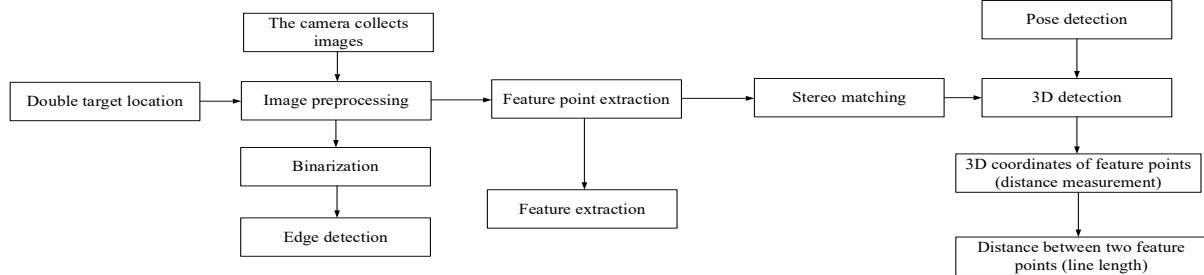 The camera collects
images
Pose detection
Double target location
Image preprocessing
Feature point extraction
Stereo matching
3D detection
Binarization
Feature extraction
3D coordinates of feature points
(distance measurement)
Edge detection
Distance between two feature
points (line length)